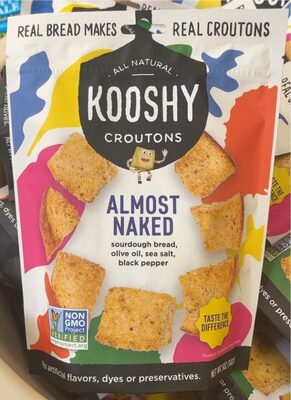 REAL BREAD MAKES REAL CROUTONS
ALL NATURAL
KOOSHY
CROUTONS
ALMOST
NAKED
sourdough bread,
olive oil, sea salt,
black pepper
NON
GMO
Project
VERIFIED
TASTE THE
DIFFERENCE
No artificial flavors, dyes or preservatives.